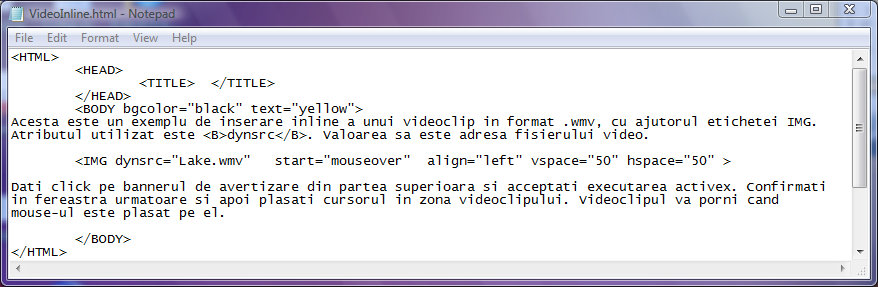 VideoInline.html - Notepad
File Edit Format View Help
<HTML>
<HEAD>
<TITLE>  </TITLE>
</HEAD>
<BODY bgcolor="black" text="yellow">
Acesta este un exemplu de inserare inline a unui videoclip in format .wmv, cu ajutorul etichetei IMG.
Atributul utilizat este <B>dynsrc</B>. Valoarea sa este adresa fisierului video.
<IMG dynsrc="Lake.wmv"   start="mouseover"  align="left" vspace="50" hspace="50" >
Dati click pe bannerul de avertizare din partea superioara si acceptati executarea activex. Confirmati
in fereastra urmatoare si apoi plasati cursorul in zona videoclipului. Videoclipul va porni cand
mouse-ul este plasat pe el.
</BODY>
</HTML>